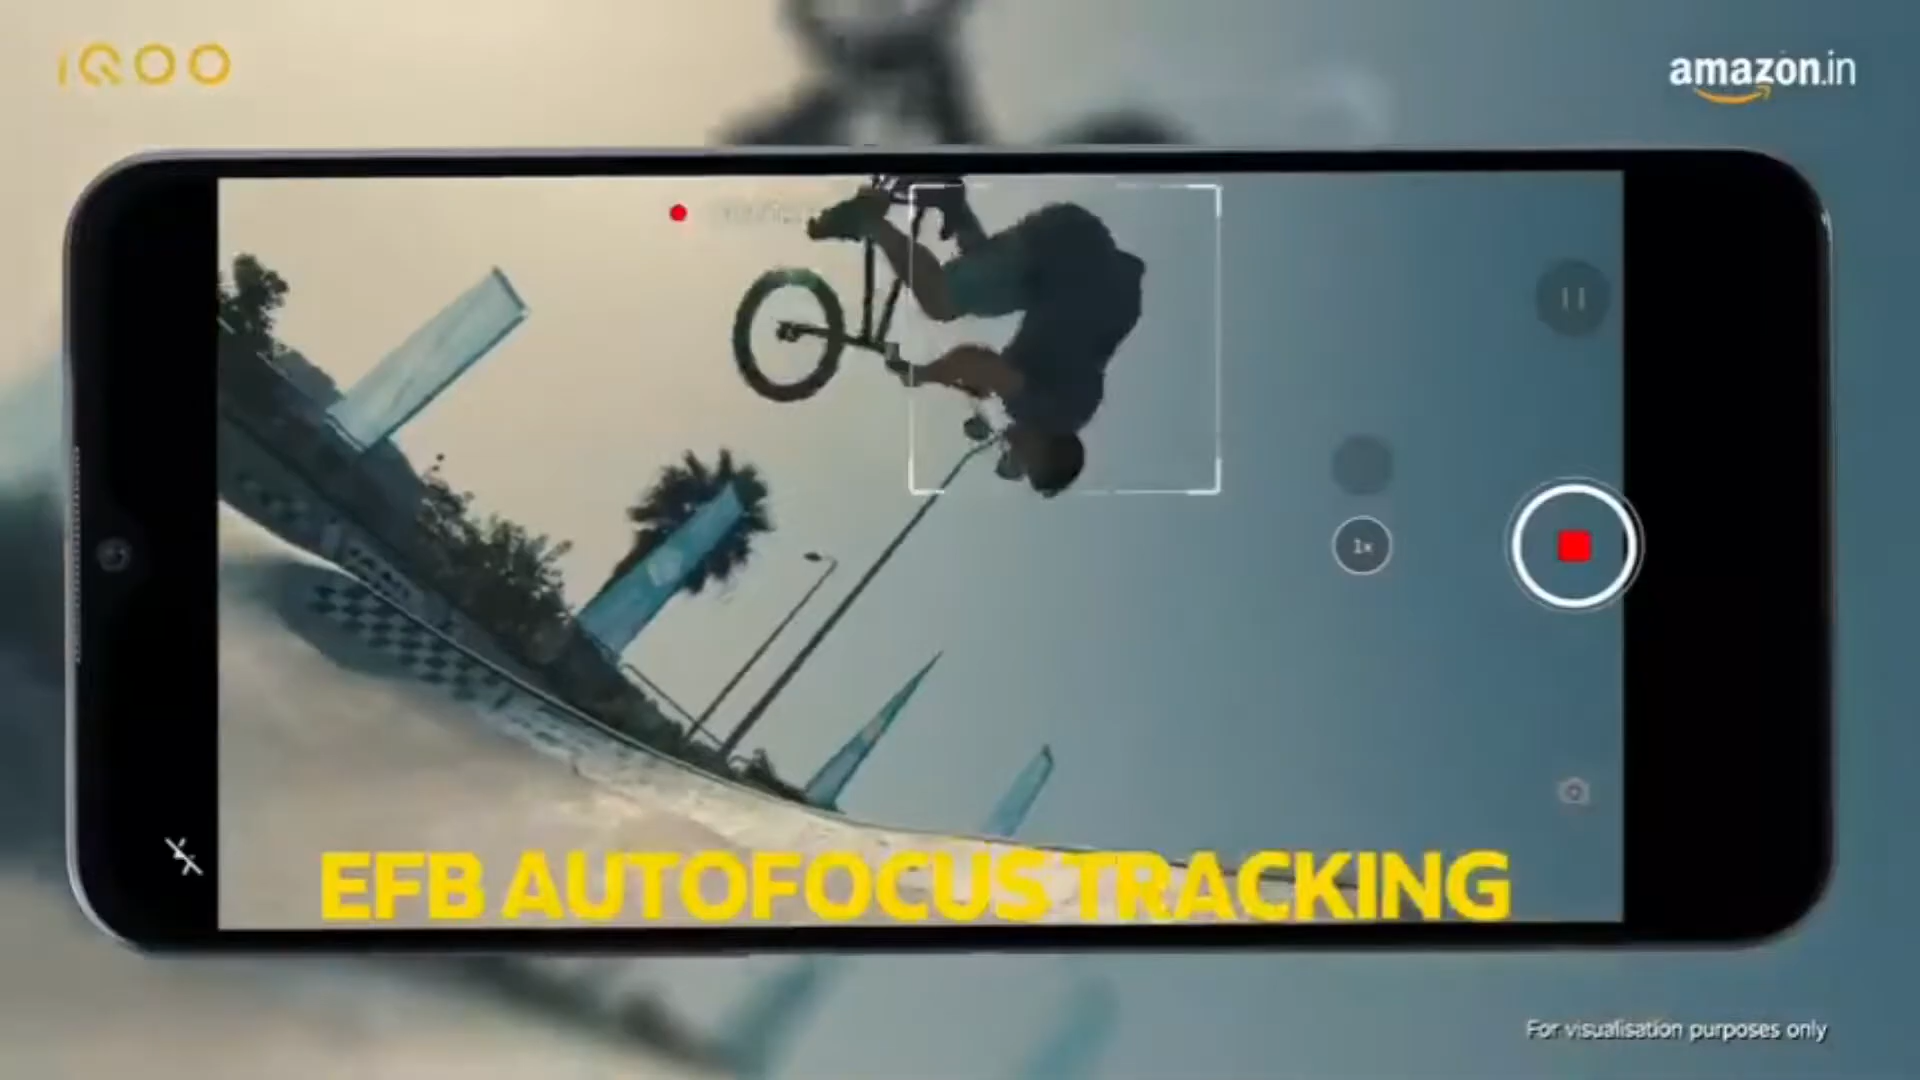 iQOO
amazon.in
1x
EFB AUTOFOCUS TRACKING
For visualisation purposes only